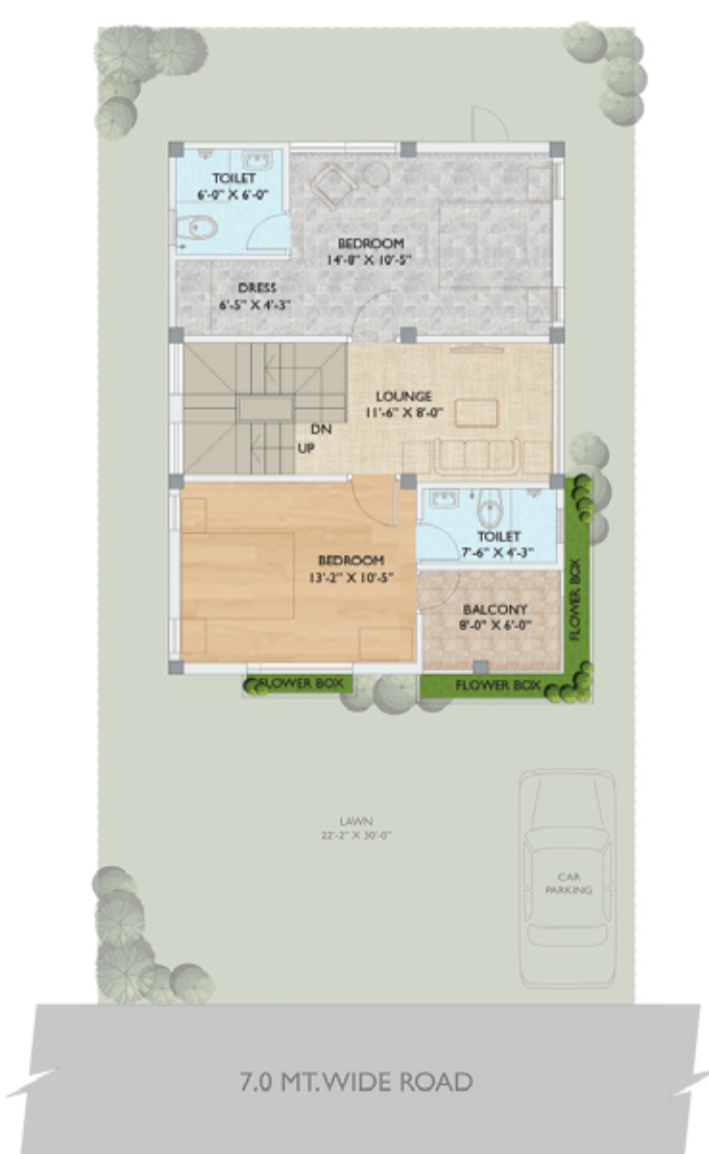 TOILET
6'-0" X 6'-0"
BEDROOM
14'-8" X 10'-5"
DRESS
6'-5" X 4'-3"
LOUNGE
11'-6" X 8'-0"
DN
UP
TOILET
7'-6" X 4'-3"
BEDROOM
13'-2" X 10'-5"
FLOWER BOX
BALCONY
8'-0" X 6'-0"
FLOWER BOX
FLOWER BOX
LAWN
22'-2" X 30'-0"
CAR
PARKING
7.0 MT.WIDE ROAD